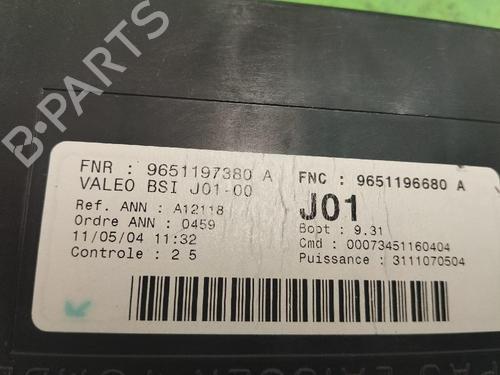 B-PARTS
FNR : 9651197380 A
VALEO BSI J01-00
Ref. ANN : A12118
Ordre ANN : 0459
11/05/04 11:32
Controle : 2 5
FNC : 9651196680 A
J01
Bopt : 9.31
Cmd : 00073451160404
Puissance : 3111070504